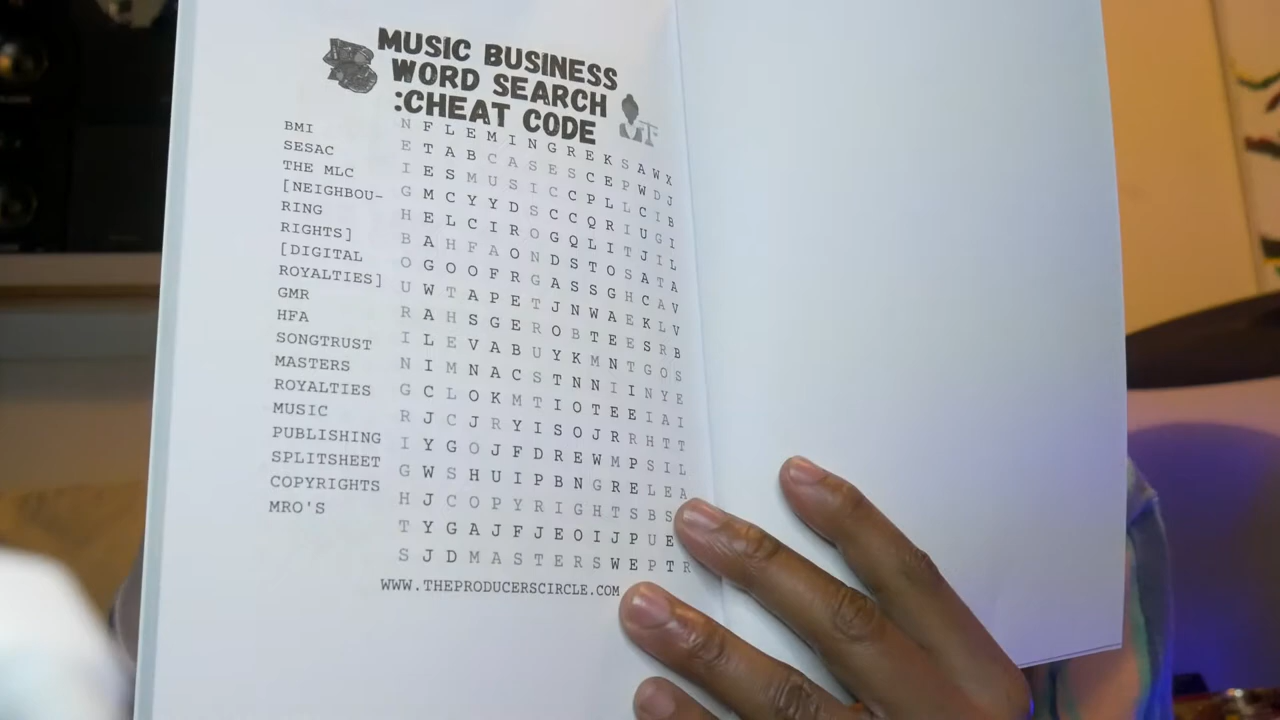 MUSIC BUSINESS
WORD SEARCH
:CHEAT CODE
BMI
SESAC
THE MLC
[NEIGHBOU-
RING
RIGHTS]
[DIGITAL
ROYALTIES]
GMR
HFA
SONGTRUST
MASTERS
ROYALTIES
MUSIC
PUBLISHING
SPLITSHEET
COPYRIGHTS
MRO'S
N F L E M I N G R E K S A W X
E T A B C A S E S C E P W D J
I E S M U S I C C P L L C I B
G M C Y Y D S C C Q R I U G I
H E L C I R O G Q L I T J I L
B A H F A O N D S T O S A T A
O G O O F R G A S S G H C A V
U W T A P E T J N W A E K L V
R A H S G E R O B T E E S R B
I L E V A B U Y K M N T G O S
N I M N A C S T N N I I N Y E
G C L O K M T I O T E E I A I
R J C J R Y I S O J R R H T T
I Y G O J F D R E W M P S I L
G W S H U I P B N G R E L E A
H J C O P Y R I G H T S B S
T Y G A J F J E O I J P U E
S J D M A S T E R S W E P T R
WWW.THEPRODUCERSCIRCLE.COM